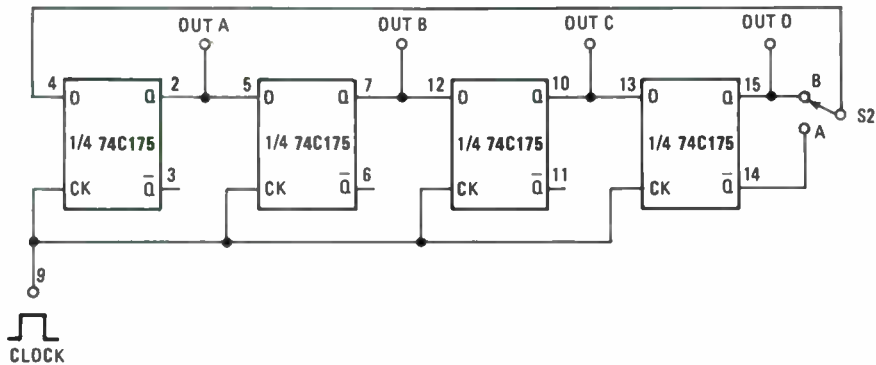 OUT A
OUT B
OUT C
OUT D
4
2
5
7
12
10
13
15
B
D
Q
D
Q
D
Q
D
Q
S2
A
1/4 74C175
1/4 74C175
1/4 74C175
1/4 74C175
3
6
11
14
CK
Q̅
CK
Q̅
CK
Q̅
CK
Q̅
9
CLOCK